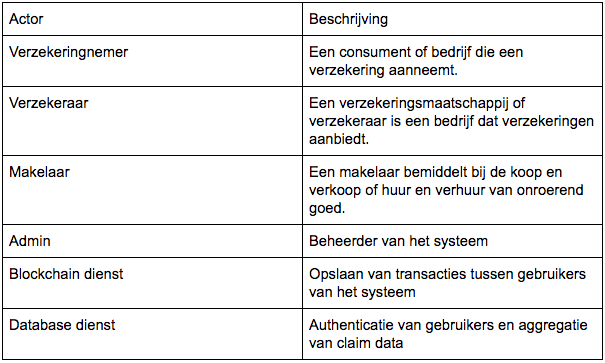 Actor
Beschrijving
Verzekeringnemer
Een consument of bedrijf die een
verzekering aanneemt.
Verzekeraar
Een verzekeringsmaatschappij of
verzekeraar is een bedrijf dat verzekeringen
aanbiedt.
Makelaar
Een makelaar bemiddelt bij de koop en
verkoop of huur en verhuur van onroerend
goed.
Admin
Beheerder van het systeem
Blockchain dienst
Opslaan van transacties tussen gebruikers
van het systeem
Database dienst
Authenticatie van gebruikers en aggregatie
van claim data